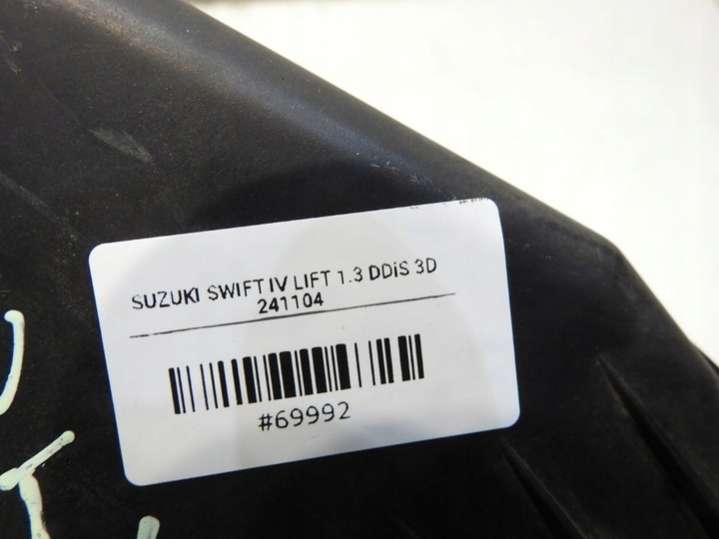 SUZUKI SWIFT IV LIFT 1.3 DDiS 3D
241104
#69992